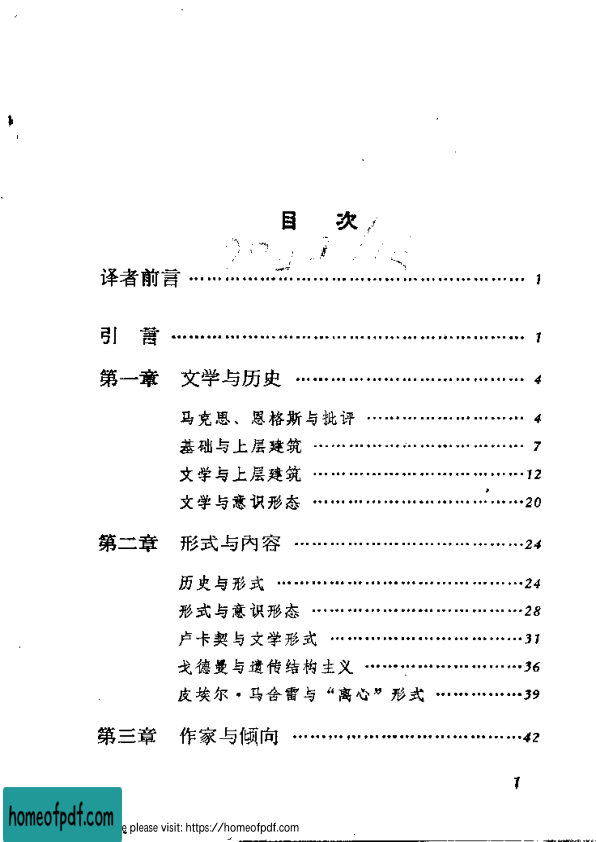 目 次
译者前言 …………………………………………… 1
引 言 …………………………………………… 1
第一章 文学与历史 …………………………… 4
马克思、恩格斯与批评 …………………… 4
基础与上层建筑 …………………………… 7
文学与上层建筑 ……………………………12
文学与意识形态 ……………………………20
第二章 形式与内容 ……………………………24
历史与形式 …………………………………24
形式与意识形态 ……………………………28
卢卡契与文学形式 …………………………31
戈德曼与遗传结构主义 ……………………36
皮埃尔·马舍雷与“离心”形式 ……………39
第三章 作家与倾向 ……………………………42
1
homeofpdf.com
please visit: https://homeofpdf.com